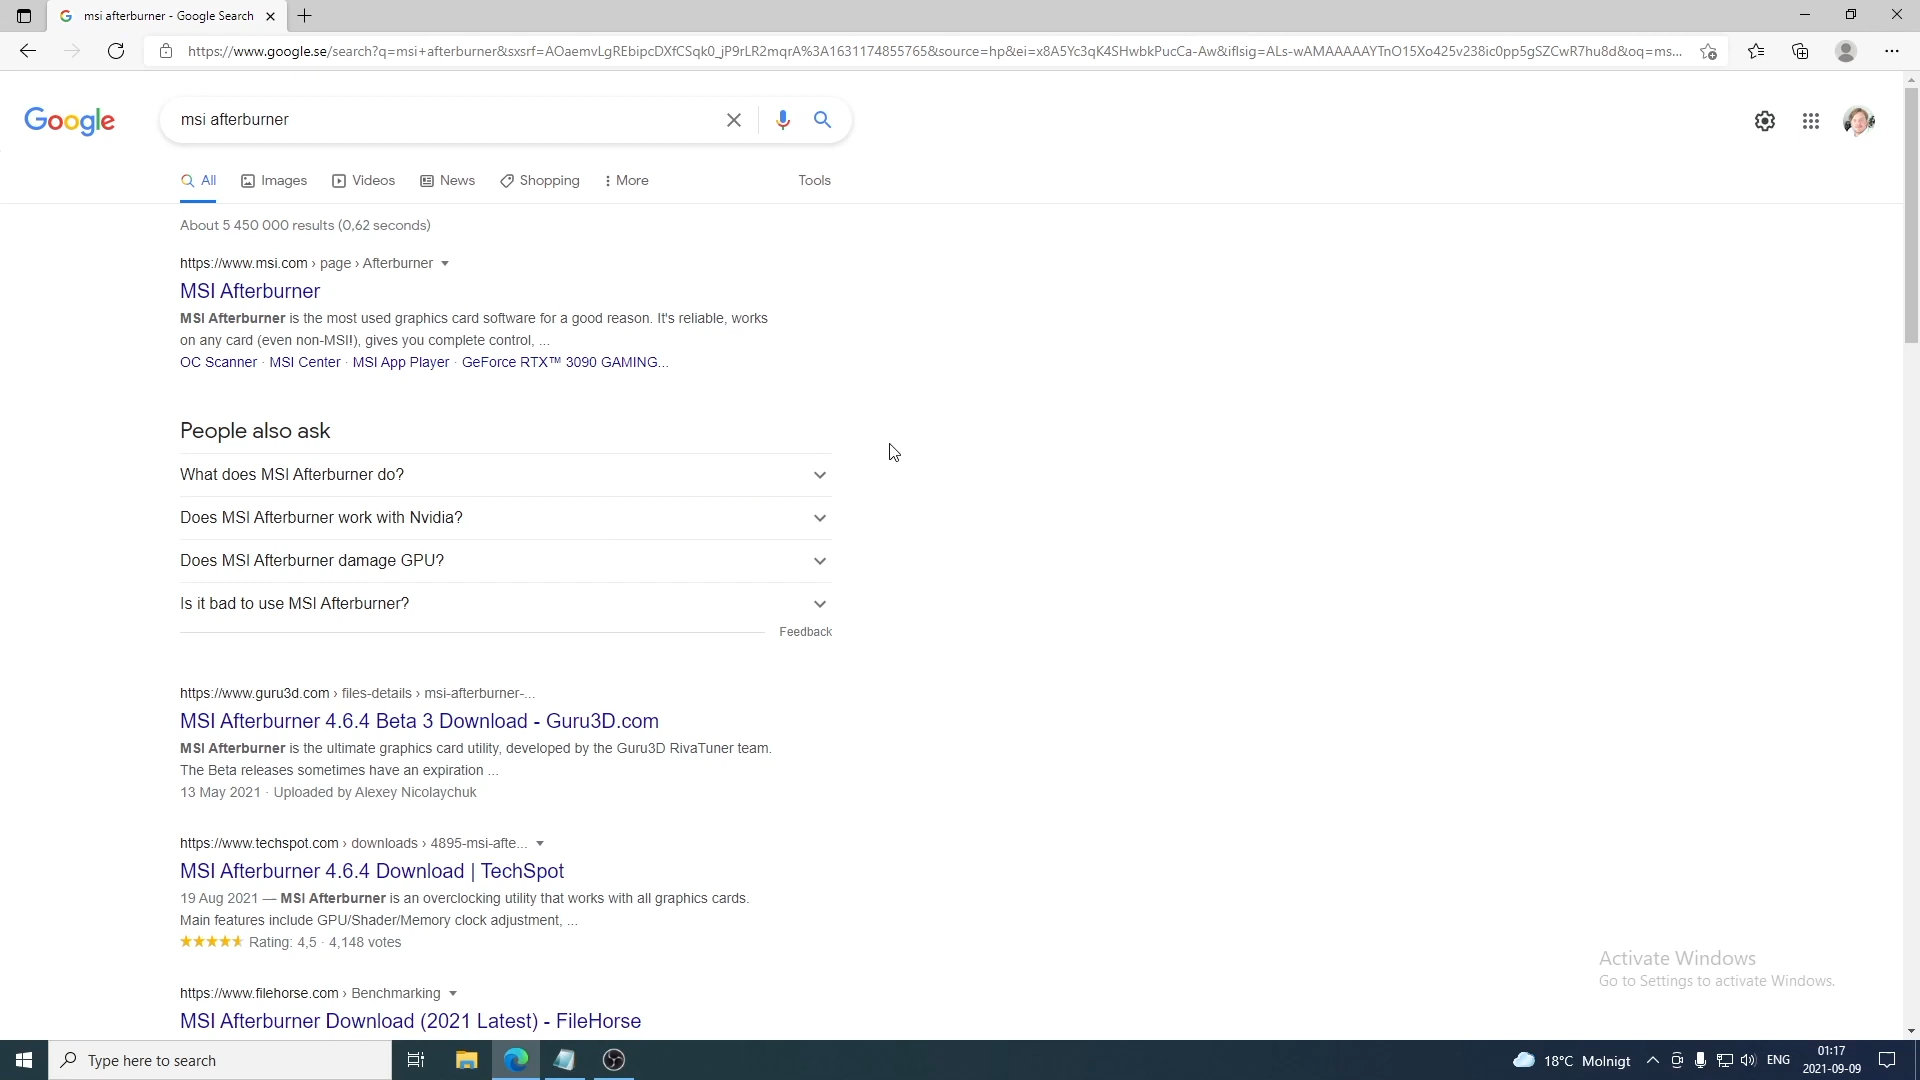 msi afterburner - Google Search
https://www.google.se/search?q=msi+afterburner&sxsrf=AOaemvLgREbipcDXfCSqk0_jP9rLR2mqrA%3A1631174855765&source=hp&ei=x8A5Yc3qK4SHwbkPucCa-Aw&iflsig=ALs-wAMAAAAAYTnO15Xo425v238ic0pp5gSZCwR7hu8d&oq=ms...
Google
msi afterburner
All Images Videos News Shopping More Tools
About 5 450 000 results (0,62 seconds)
https://www.msi.com › page › Afterburner
MSI Afterburner
MSI Afterburner is the most used graphics card software for a good reason. It's reliable, works
on any card (even non-MSI!), gives you complete control, ...
OC Scanner · MSI Center · MSI App Player · GeForce RTX™ 3090 GAMING...
People also ask
What does MSI Afterburner do?
Does MSI Afterburner work with Nvidia?
Does MSI Afterburner damage GPU?
Is it bad to use MSI Afterburner?
Feedback
https://www.guru3d.com › files-details › msi-afterburner-...
MSI Afterburner 4.6.4 Beta 3 Download - Guru3D.com
MSI Afterburner is the ultimate graphics card utility, developed by the Guru3D RivaTuner team.
The Beta releases sometimes have an expiration ...
13 May 2021 · Uploaded by Alexey Nicolaychuk
https://www.techspot.com › downloads › 4895-msi-afte...
MSI Afterburner 4.6.4 Download | TechSpot
19 Aug 2021 — MSI Afterburner is an overclocking utility that works with all graphics cards.
Main features include GPU/Shader/Memory clock adjustment, ...
Rating: 4,5 · 4,148 votes
https://www.filehorse.com › Benchmarking
MSI Afterburner Download (2021 Latest) - FileHorse
Activate Windows
Go to Settings to activate Windows.
Type here to search
18°C Molnigt
ENG
01:17
2021-09-09